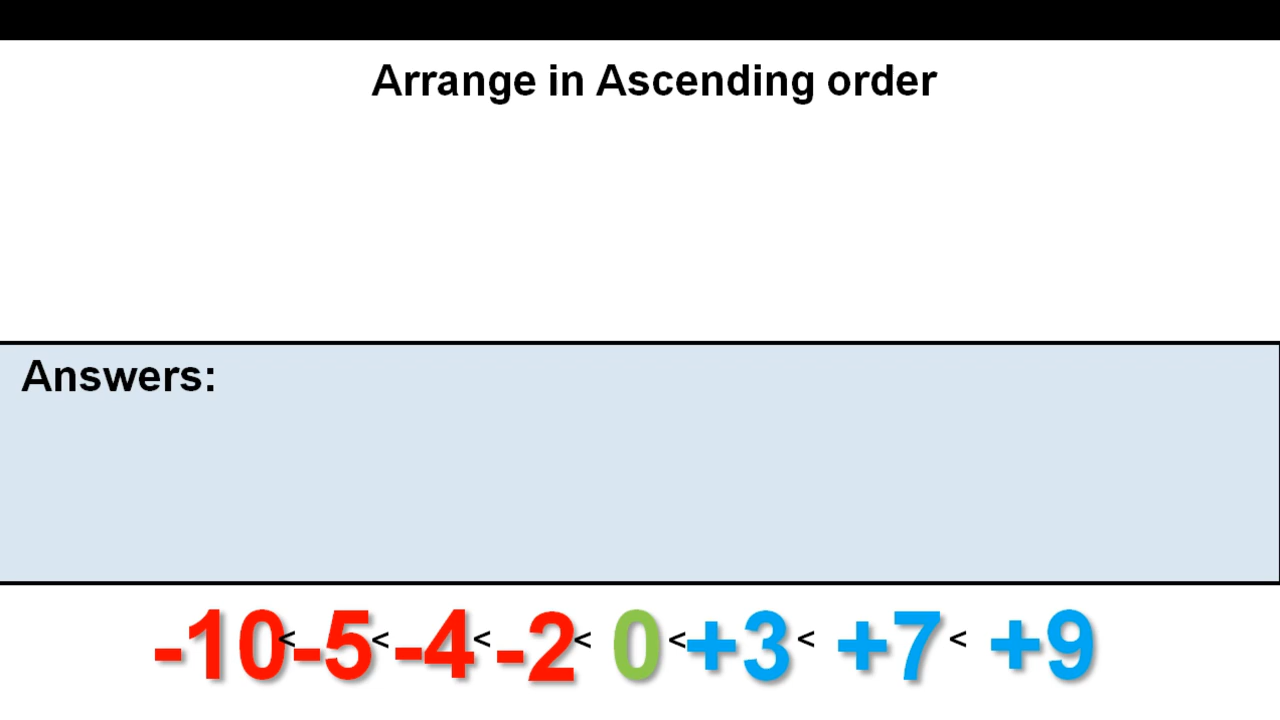 Arrange in Ascending order
Answers:
-10 < -5 < -4 < -2 < 0 < +3 < +7 < +9